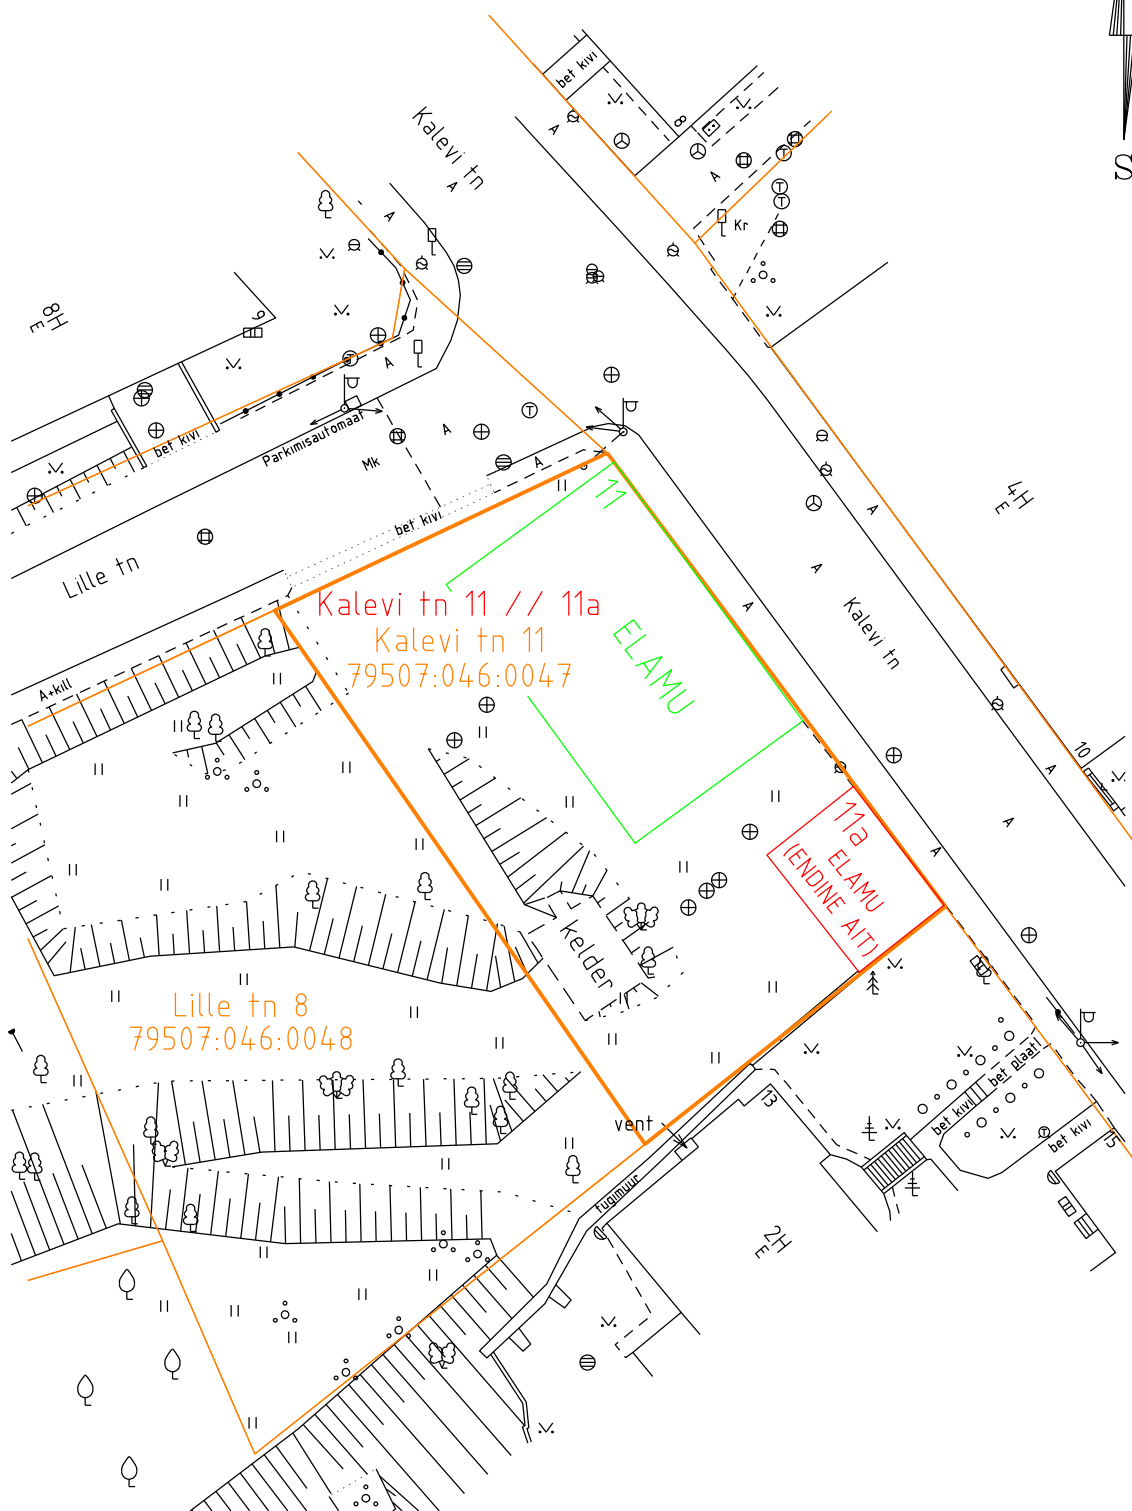 bet kivi
8
Kalevi tn
A
A
S
A
A
Kr
9
8H
E
A
Parkimisautomaat
A
bet kivi
Mk
A
bet kivi
11
4H
E
A
Lille tn
A
Kalevi tn 11 // 11a
Kalevi tn 11
79507:046:0047
A
Kalevi tn
ELAMU
A+kill
10
A
A
11a
ELAMU
(ENDINE AIT)
A
kelder
Lille tn 8
79507:046:0048
bet plaat
13
bet kivi
vent
bet kivi
15
tugimuur
2H
E